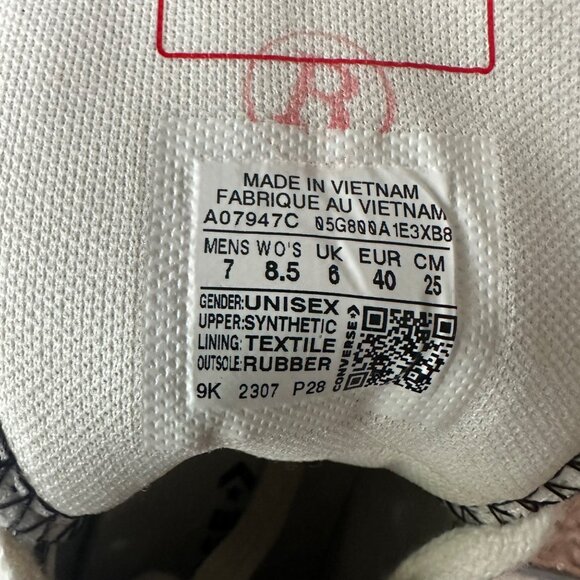 R
MADE IN VIETNAM
FABRIQUE AU VIETNAM
A07947C 05G800A1E3XB8
MENS WO'S UK EUR CM
7 8.5 6 40 25
GENDER: UNISEX
UPPER: SYNTHETIC
LINING: TEXTILE
OUTSOLE: RUBBER
CONVERSE
9K 2307 P28